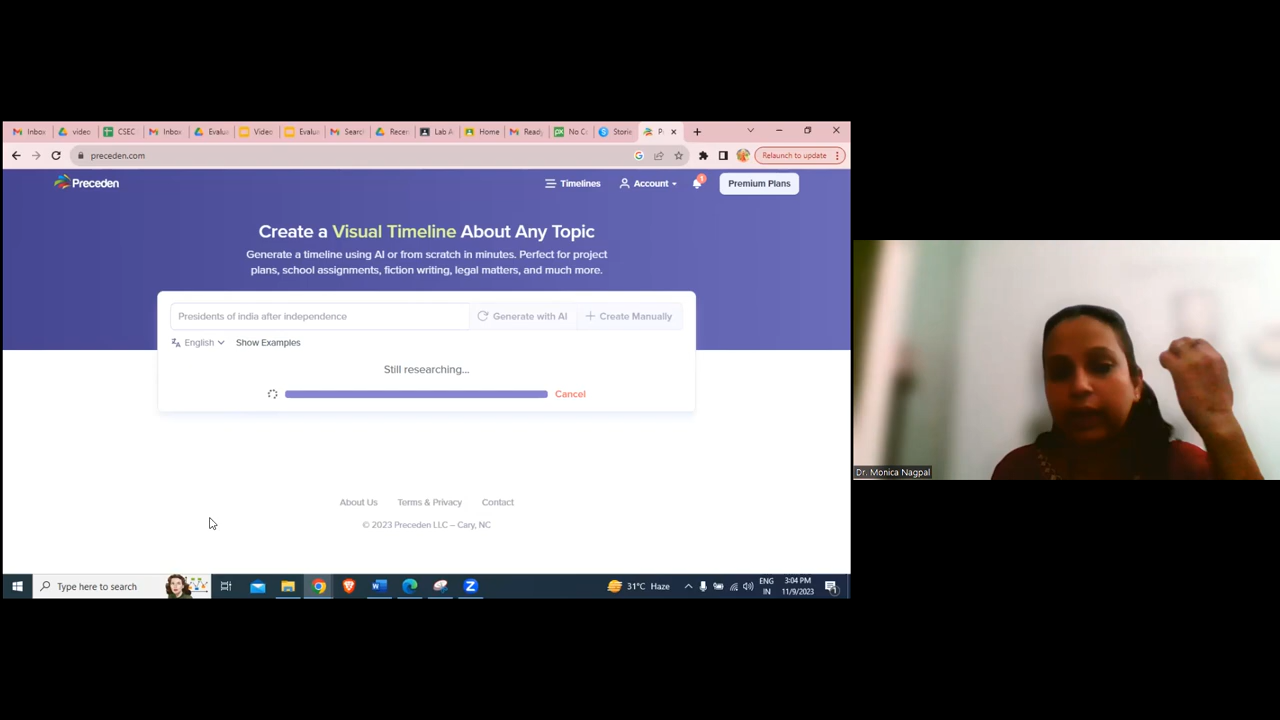 Inbox
video
CSEC
Inbox
Evalua
Video
Evalua
Searc
Recen
Lab A
Home
Ready
No C
Storie
P
preceden.com
Relaunch to update
Preceden
Timelines
Account
1
Premium Plans
Create a Visual Timeline About Any Topic
Generate a timeline using AI or from scratch in minutes. Perfect for project
plans, school assignments, fiction writing, legal matters, and much more.
Presidents of india after independence
Generate with AI
+ Create Manually
English
Show Examples
Still researching...
Cancel
Dr. Monica Nagpal
About Us
Terms & Privacy
Contact
© 2023 Preceden LLC – Cary, NC
Type here to search
31°C Haze
ENG
IN
3:04 PM
11/9/2023
1